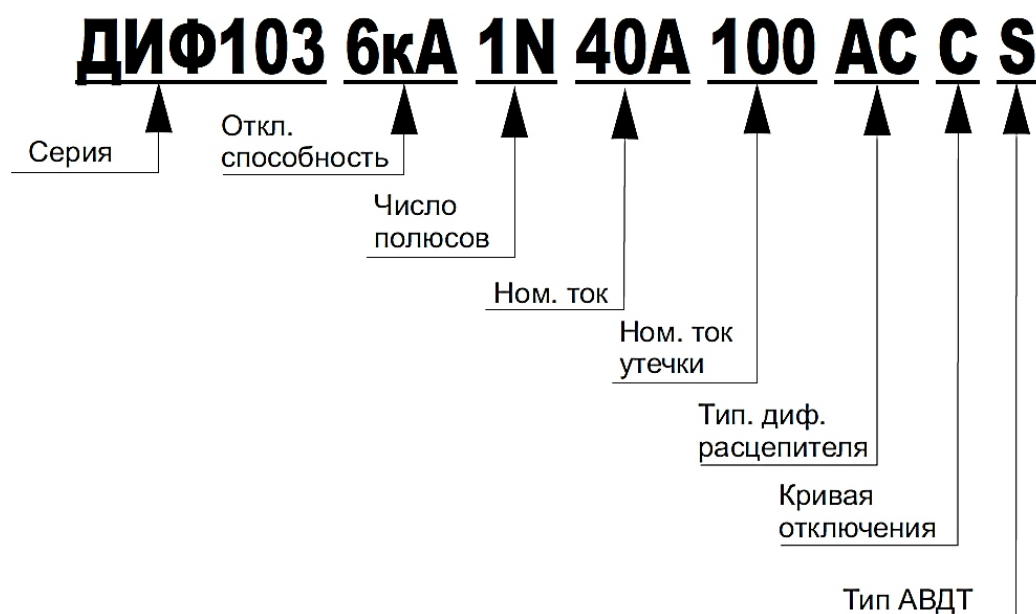 ДИФ103 6кА 1N 40А 100 АС С S
Серия
Откл.
способность
Число
полюсов
Ном. ток
Ном. ток
утечки
Тип. диф.
расцепителя
Кривая
отключения
Тип АВДТ